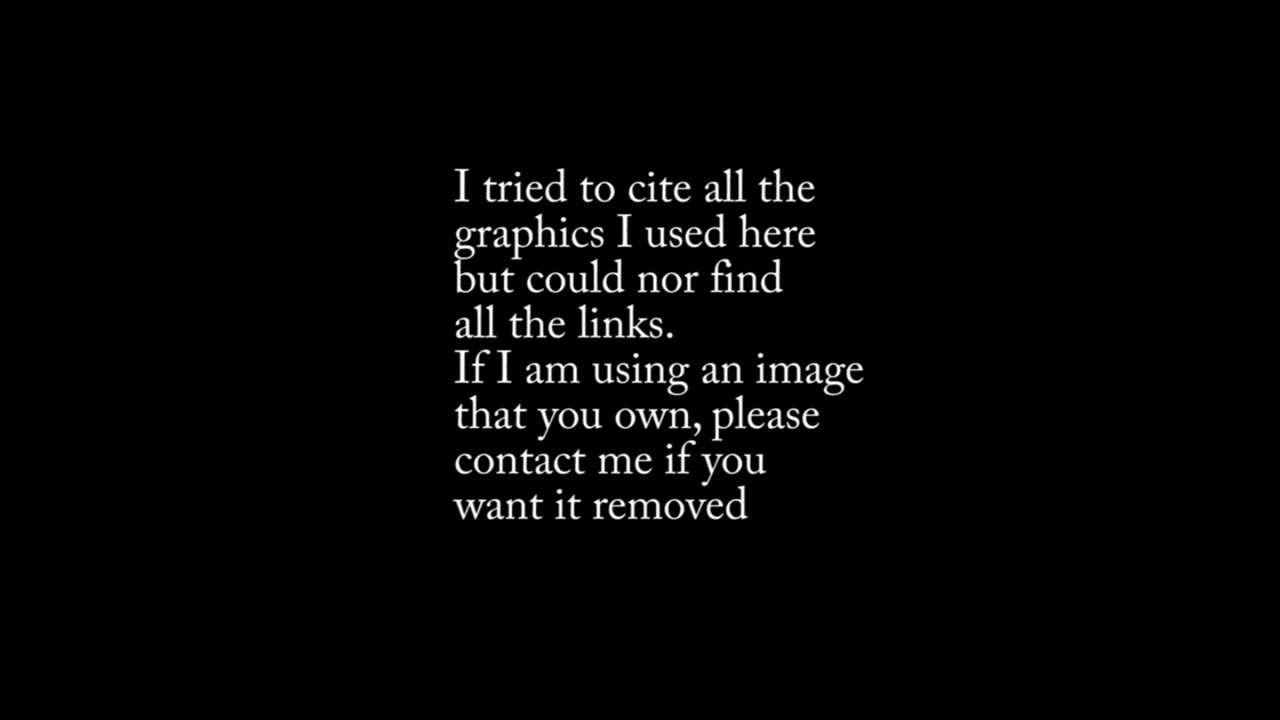 I tried to cite all the
graphics I used here
but could nor find
all the links.
If I am using an image
that you own, please
contact me if you
want it removed